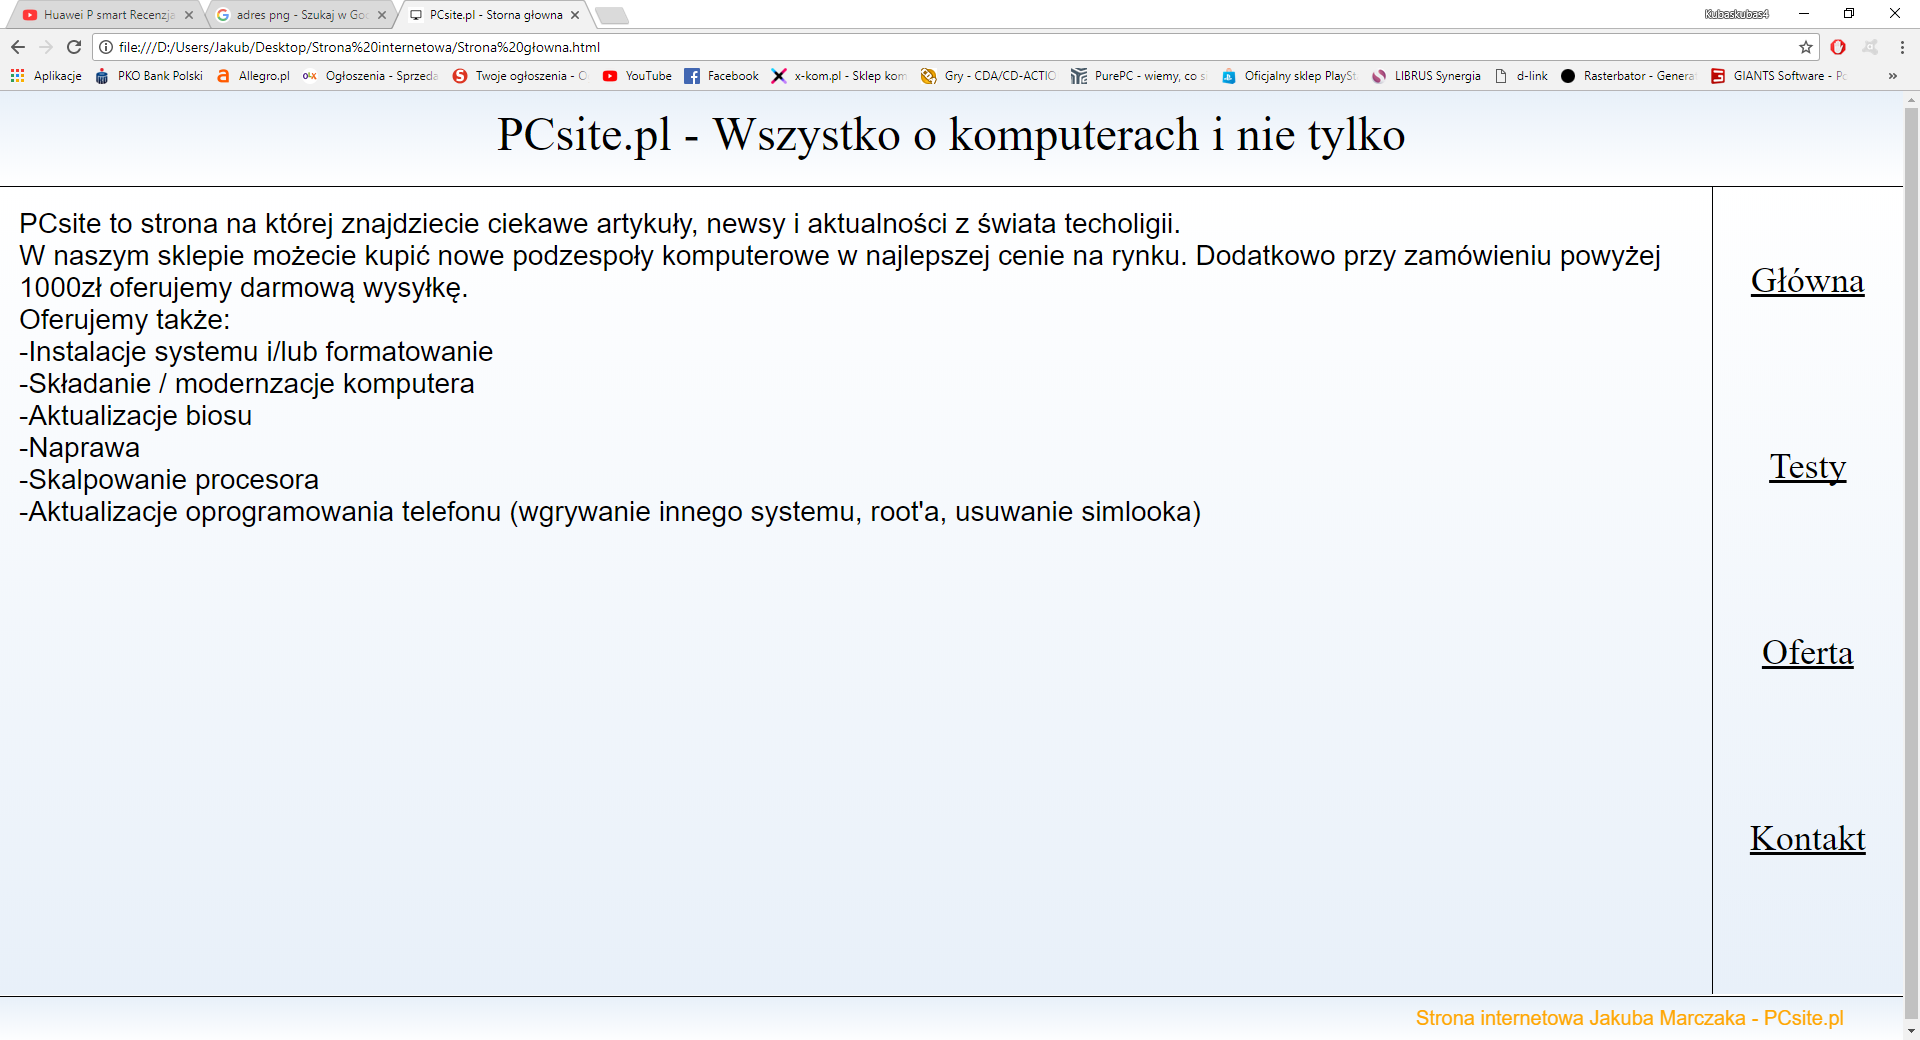 Huawei P smart Recenzja
adres png - Szukaj w Goo
PCsite.pl - Storna głowna
Kubaskubas4
file:///D:/Users/Jakub/Desktop/Strona%20internetowa/Strona%20głowna.html
Aplikacje
PKO Bank Polski
Allegro.pl
Ogłoszenia - Sprzeda
Twoje ogłoszenia - O
YouTube
Facebook
x-kom.pl - Sklep kom
Gry - CDA/CD-ACTIO
PurePC - wiemy, co s
Oficjalny sklep PlaySt
LIBRUS Synergia
d-link
Rasterbator - Genera
GIANTS Software - Po
PCsite.pl - Wszystko o komputerach i nie tylko
PCsite to strona na której znajdziecie ciekawe artykuły, newsy i aktualności z świata techoligii.
W naszym sklepie możecie kupić nowe podzespoły komputerowe w najlepszej cenie na rynku. Dodatkowo przy zamówieniu powyżej
1000zł oferujemy darmową wysyłkę.
Oferujemy także:
-Instalacje systemu i/lub formatowanie
-Składanie / modernzacje komputera
-Aktualizacje biosu
-Naprawa
-Skalpowanie procesora
-Aktualizacje oprogramowania telefonu (wgrywanie innego systemu, root'a, usuwanie simlooka)
Główna
Testy
Oferta
Kontakt
Strona internetowa Jakuba Marczaka - PCsite.pl